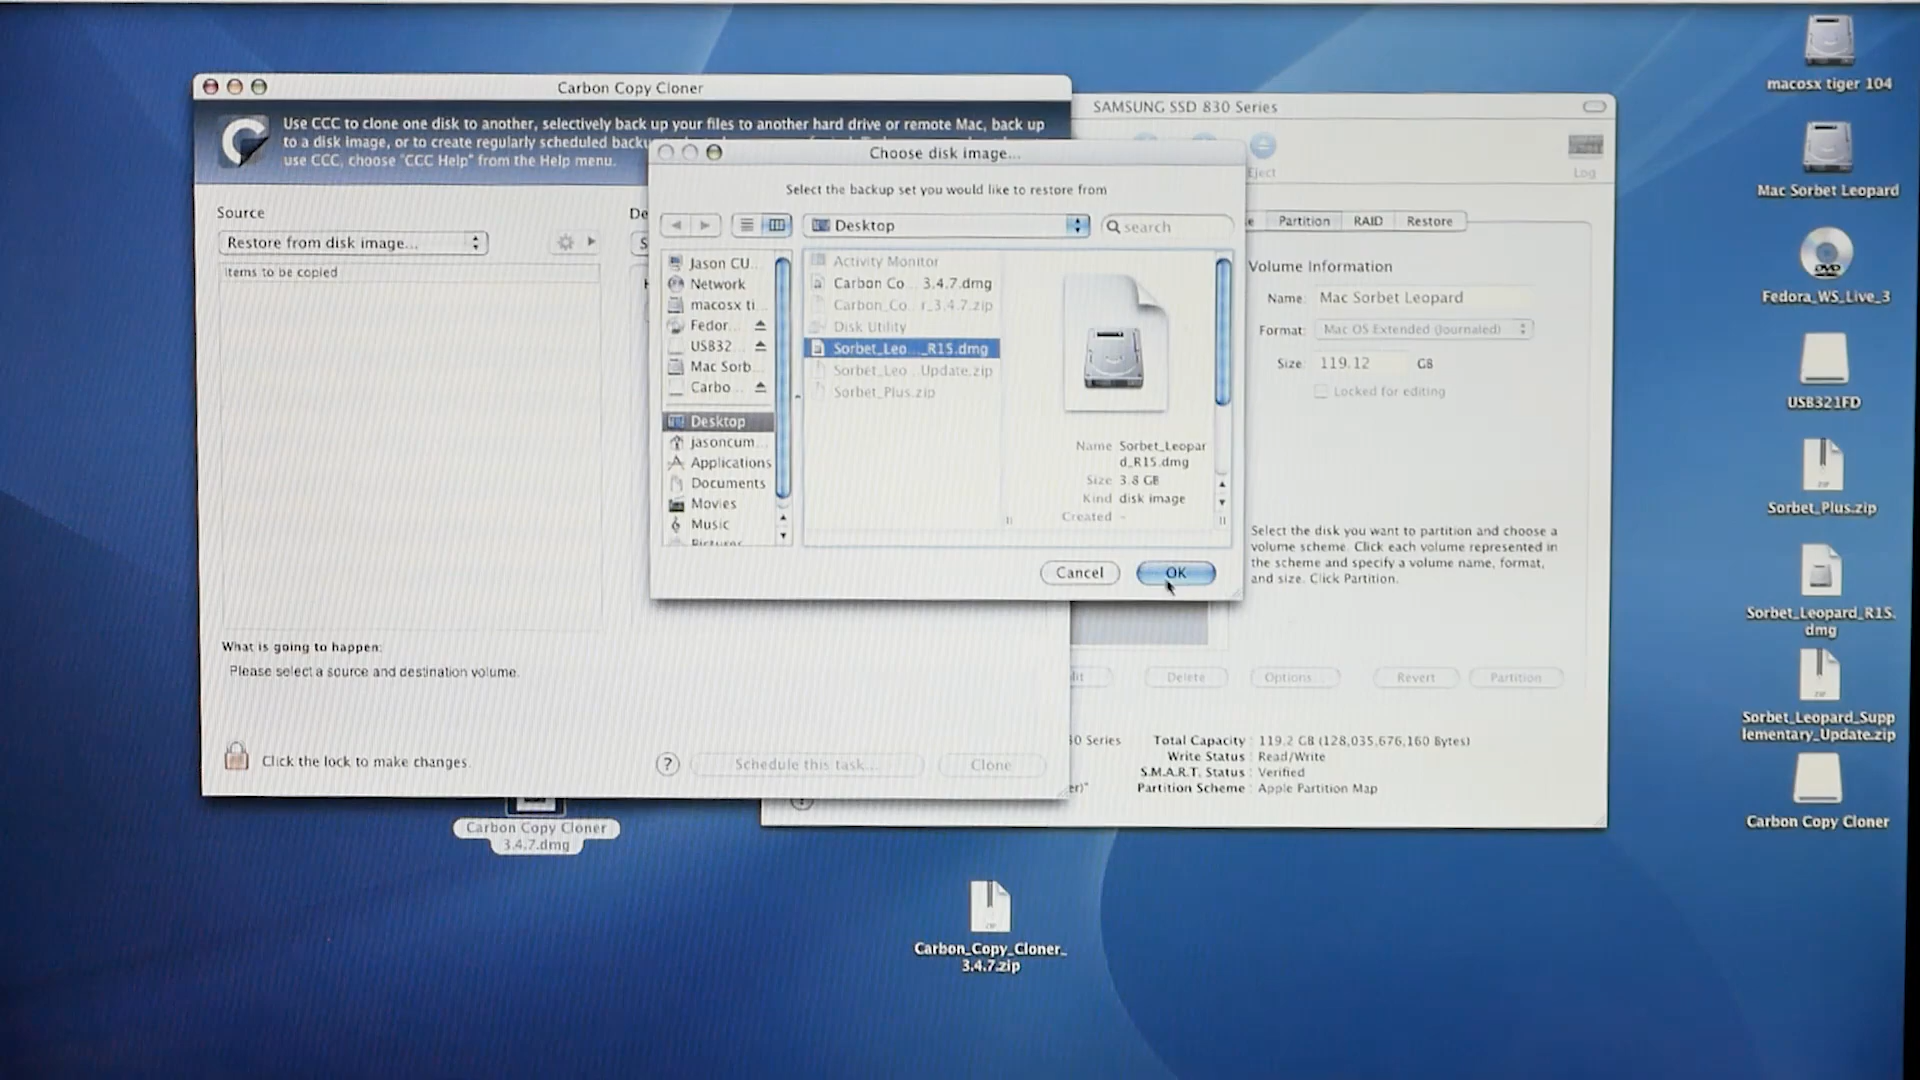 Carbon Copy Cloner
Use CCC to clone one disk to another, selectively back up your files to another hard drive or remote Mac, back up
to a disk image, or to create regularly scheduled backu
use CCC, choose "CCC Help" from the Help menu.
Source
De
Restore from disk image...
S
Items to be copied
What is going to happen:
Please select a source and destination volume.
Click the lock to make changes.
?
Schedule this task...
Clone
Choose disk image...
Select the backup set you would like to restore from
Desktop
search
Jason CU...
Network
macosx ti...
Fedor...
USB32...
Mac Sorb...
Carbo...
Desktop
jasoncum...
Applications
Documents
Movies
Music
Pictures
Activity Monitor
Carbon Co... 3.4.7.dmg
Carbon_Co...r_3.4.7.zip
Disk Utility
Sorbet_Leo..._R15.dmg
Sorbet_Leo...Update.zip
Sorbet_Plus.zip
Name Sorbet_Leopar
d_R15.dmg
Size 3.8 GB
Kind disk image
Created -
Cancel
OK
SAMSUNG SSD 830 Series
Eject
Log
e
Partition
RAID
Restore
Volume Information
Name: Mac Sorbet Leopard
Format: Mac OS Extended (Journaled)
Size: 119.12 GB
Locked for editing
Select the disk you want to partition and choose a
volume scheme. Click each volume represented in
the scheme and specify a volume name, format,
and size. Click Partition.
lit
Delete
Options...
Revert
Partition
30 Series
Total Capacity : 119.2 GB (128,035,676,160 Bytes)
Write Status : Read/Write
S.M.A.R.T. Status : Verified
er)"
Partition Scheme : Apple Partition Map
macosx tiger 104
Mac Sorbet Leopard
DVD
Fedora_WS_Live_3
USB321FD
ZIP
Sorbet_Plus.zip
Sorbet_Leopard_R15.
dmg
ZIP
Sorbet_Leopard_Supp
lementary_Update.zip
Carbon Copy Cloner
Carbon Copy Cloner
3.4.7.dmg
ZIP
Carbon_Copy_Cloner_
3.4.7.zip